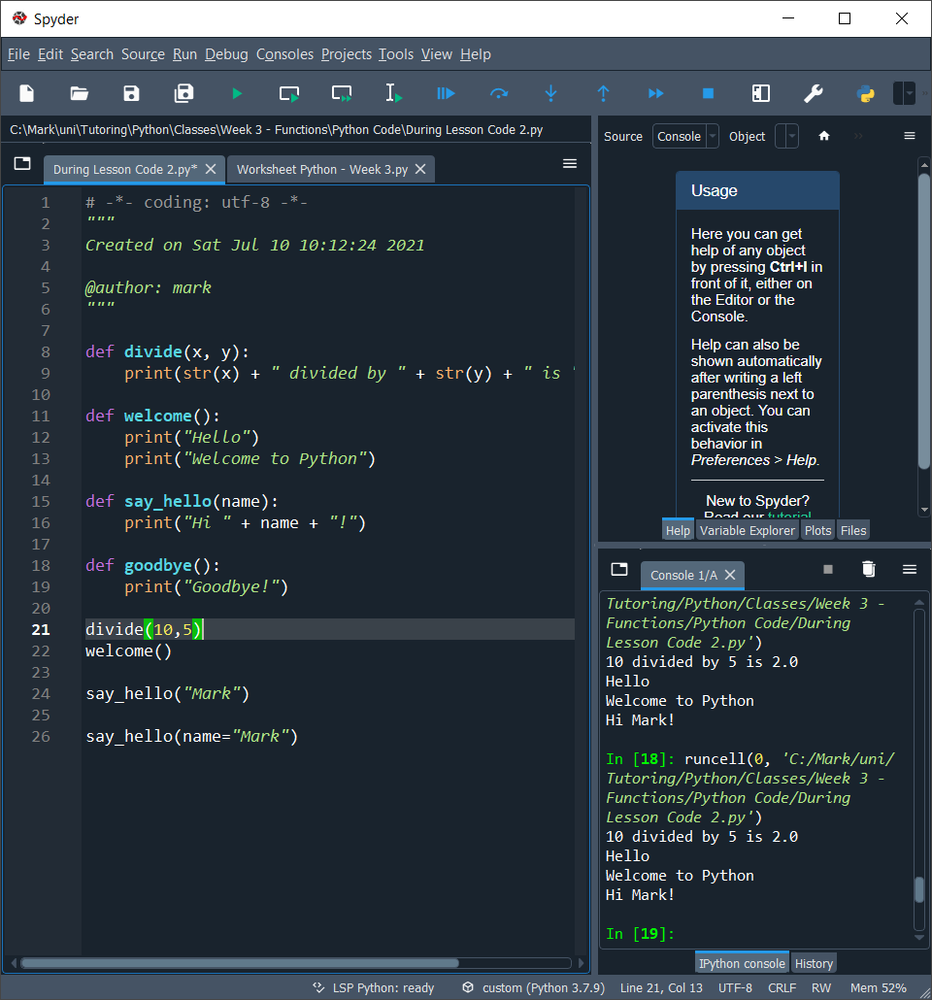 Spyder
File Edit Search Source Run Debug Consoles Projects Tools View Help
C:\Mark\uni\Tutoring\Python\Classes\Week 3 - Functions\Python Code\During Lesson Code 2.py
During Lesson Code 2.py*
Worksheet Python - Week 3.py
1 # -*- coding: utf-8 -*-
2 """
3 Created on Sat Jul 10 10:12:24 2021
4
5 @author: mark
6 """
7
8 def divide(x, y):
9     print(str(x) + " divided by " + str(y) + " is "
10
11 def welcome():
12     print("Hello")
13     print("Welcome to Python")
14
15 def say_hello(name):
16     print("Hi " + name + "!")
17
18 def goodbye():
19     print("Goodbye!")
20
21 divide(10,5)
22 welcome()
23
24 say_hello("Mark")
25
26 say_hello(name="Mark")
Source Console Object
Usage
Here you can get
help of any object
by pressing Ctrl+I in
front of it, either on
the Editor or the
Console.
Help can also be
shown automatically
after writing a left
parenthesis next to
an object. You can
activate this
behavior in
Preferences > Help.
New to Spyder?
Read our tutorial
Help Variable Explorer Plots Files
Console 1/A
Tutoring/Python/Classes/Week 3 -
Functions/Python Code/During
Lesson Code 2.py')
10 divided by 5 is 2.0
Hello
Welcome to Python
Hi Mark!
In [18]: runcell(0, 'C:/Mark/uni/
Tutoring/Python/Classes/Week 3 -
Functions/Python Code/During
Lesson Code 2.py')
10 divided by 5 is 2.0
Hello
Welcome to Python
Hi Mark!
In [19]:
IPython console History
LSP Python: ready custom (Python 3.7.9) Line 21, Col 13 UTF-8 CRLF RW Mem 52%